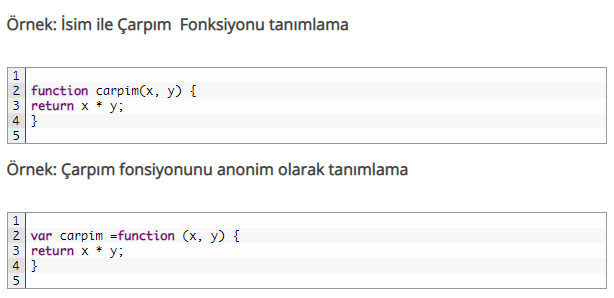 Örnek: İsim ile Çarpım Fonksiyonu tanımlama
1
2 function carpim(x, y) {
3 return x * y;
4 }
5
Örnek: Çarpım fonsiyonunu anonim olarak tanımlama
1
2 var carpim =function (x, y) {
3 return x * y;
4 }
5